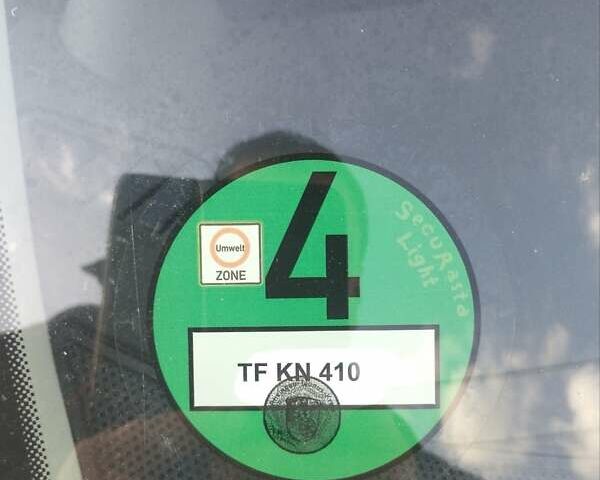 4
SecuRasta
Light
Umwelt
ZONE
TF KN 410